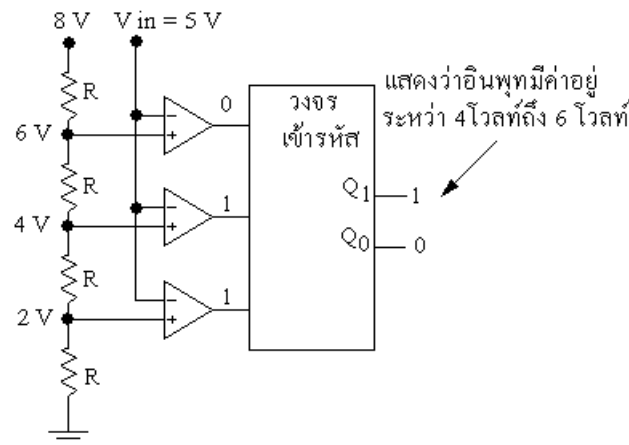 8 V V in = 5 V
R
0
วงจร
เข้ารหัส
แสดงว่าอินพุทมีค่าอยู่
ระหว่า 4โวลท์ถึง 6 โวลท์
6 V
−
+
R
4 V
−
+
1
Q1
1
Q0
0
R
2 V
−
+
1
R